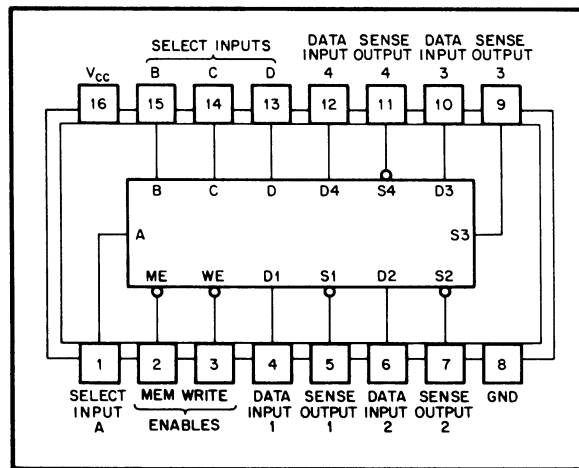 SELECT INPUTS
DATA INPUT 4
SENSE OUTPUT 4
DATA INPUT 3
SENSE OUTPUT 3
VCC B C D
16 15 14 13 12 11 10 9
B C D D4 S4 D3
A S3
ME WE D1 S1 D2 S2
1 2 3 4 5 6 7 8
SELECT INPUT A
MEM WRITE
ENABLES
DATA INPUT 1
SENSE OUTPUT 1
DATA INPUT 2
SENSE OUTPUT 2
GND